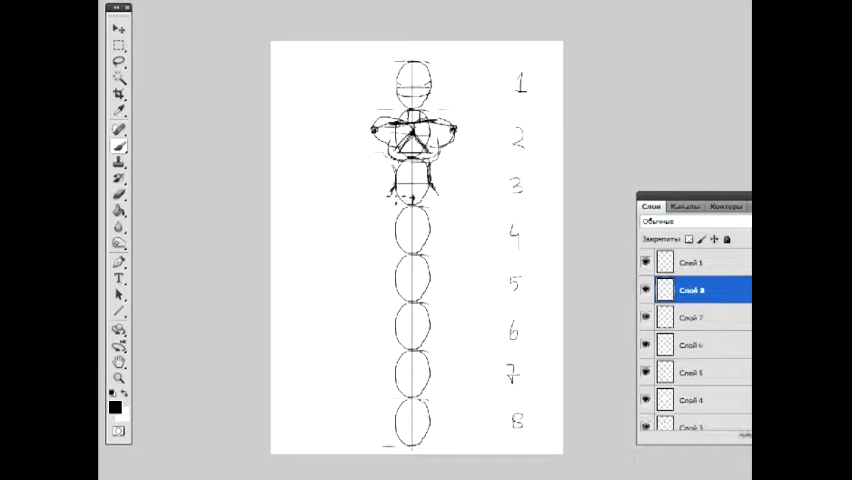 1
2
3
4
5
6
7
8
Слои Каналы Контуры
Обычные
Закрепить:
Слой 1
Слой 8
Слой 7
Слой 6
Слой 5
Слой 4
Слой 3